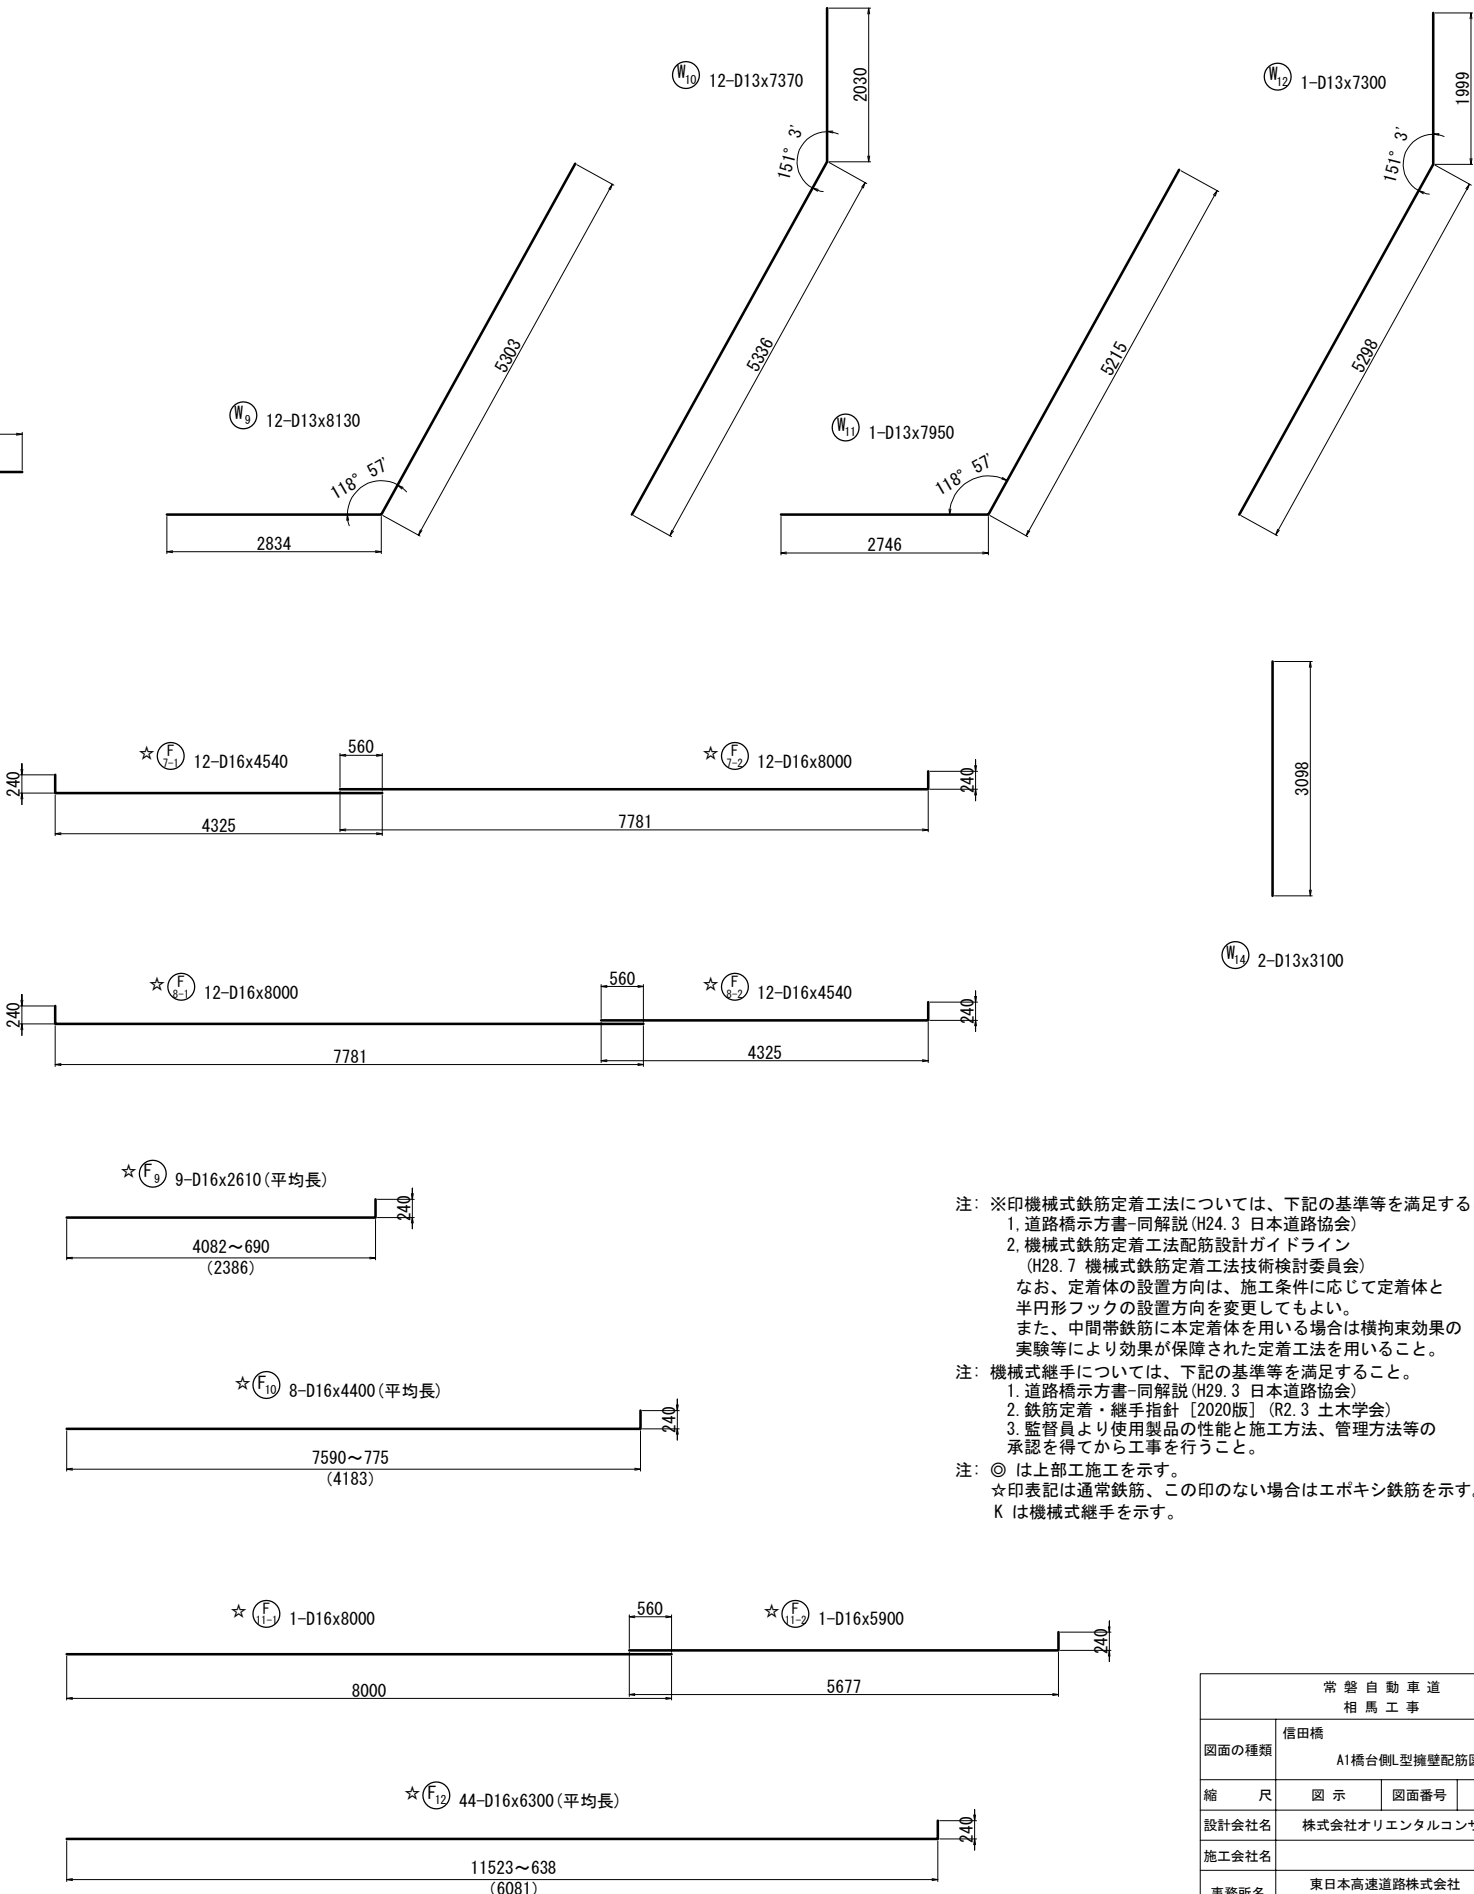 W10 12-D13x7370
2030
151° 3'
5336
W12 1-D13x7300
1999
151° 3'
5298
W9 12-D13x8130
5303
118° 57'
2834
W11 1-D13x7950
5215
118° 57'
2746
☆ F7-1 12-D16x4540
560
☆ F7-2 12-D16x8000
240
240
4325
7781
3098
W14 2-D13x3100
☆ F8-1 12-D16x8000
560
☆ F8-2 12-D16x4540
240
240
7781
4325
☆ F9 9-D16x2610(平均長)
240
4082～690
(2386)
☆ F10 8-D16x4400(平均長)
240
7590～775
(4183)
☆ F11-1 1-D16x8000
560
☆ F11-2 1-D16x5900
240
8000
5677
☆ F12 44-D16x6300(平均長)
240
11523～638
(6081)
注: ※印機械式鉄筋定着工法については、下記の基準等を満足する
1,道路橋示方書-同解説(H24.3 日本道路協会)
2,機械式鉄筋定着工法配筋設計ガイドライン
(H28.7 機械式鉄筋定着工法技術検討委員会)
なお、定着体の設置方向は、施工条件に応じて定着体と
半円形フックの設置方向を変更してもよい。
また、中間帯鉄筋に本定着体を用いる場合は横拘束効果の
実験等により効果が保障された定着工法を用いること。
注: 機械式継手については、下記の基準等を満足すること。
1.道路橋示方書-同解説(H29.3 日本道路協会)
2.鉄筋定着・継手指針［2020版］(R2.3 土木学会)
3.監督員より使用製品の性能と施工方法、管理方法等の
承認を得てから工事を行うこと。
注: ◎ は上部工施工を示す。
☆印表記は通常鉄筋、この印のない場合はエポキシ鉄筋を示す。
K は機械式継手を示す。
常 磐 自 動 車 道
相 馬 工 事
図面の種類 信田橋
A1橋台側L型擁壁配筋図
縮 尺 図 示 図面番号
設計会社名 株式会社オリエンタルコンサ
施工会社名
事務所名 東日本高速道路株式会社